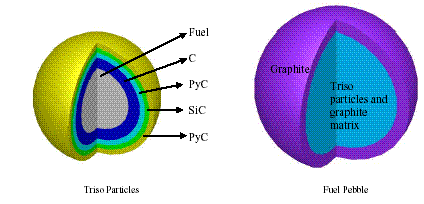 Fuel
C
PyC
SiC
PyC
Triso Particles
Graphite
Triso
particles and
graphite
matrix
Fuel Pebble